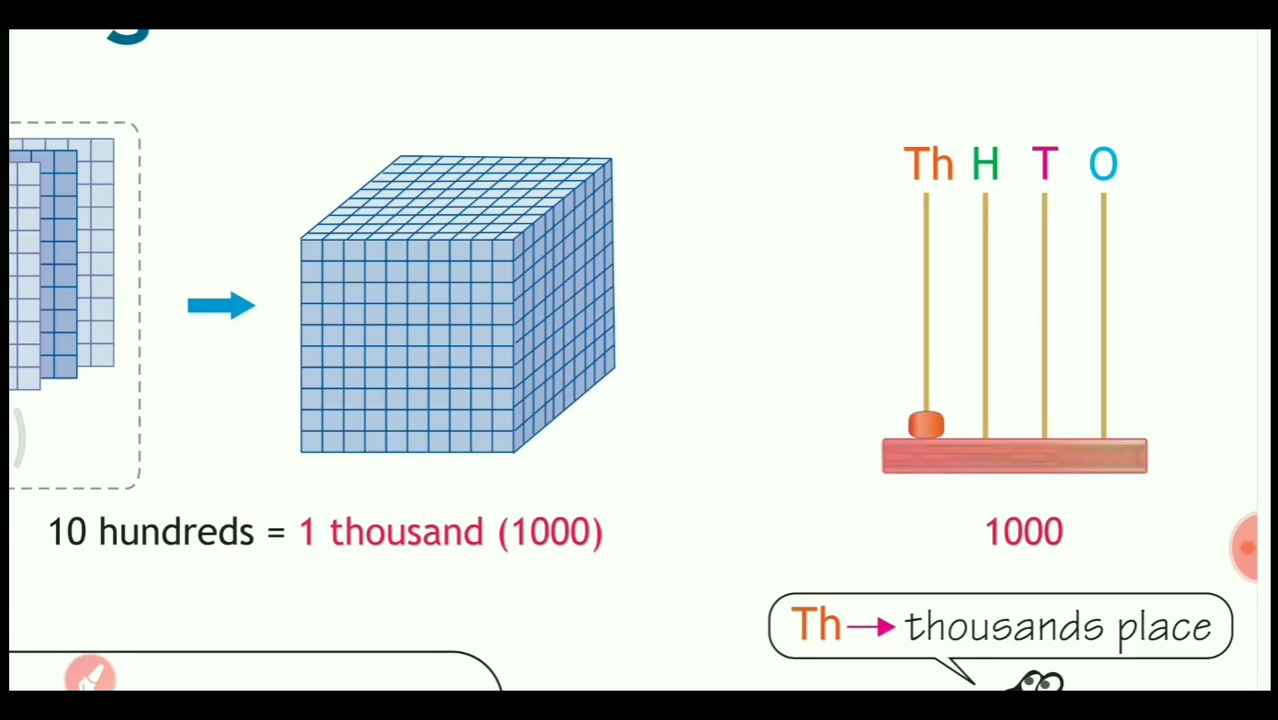 Th H T O
10 hundreds = 1 thousand (1000)
1000
Th → thousands place